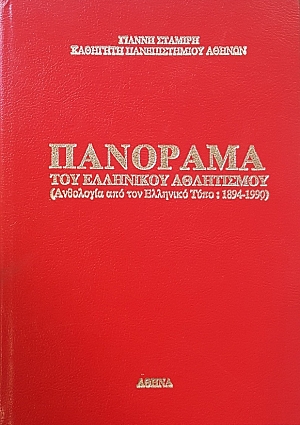 ΓΙΑΝΝΗ ΣΤΑΜΙΡΗ
ΚΑΘΗΓΗΤΗ ΠΑΝΕΠΙΣΤΗΜΙΟΥ ΑΘΗΝΩΝ
ΠΑΝΟΡΑΜΑ
ΤΟΥ ΕΛΛΗΝΙΚΟΥ ΑΘΛΗΤΙΣΜΟΥ
(Ανθολογία από τον Ελληνικό Τύπο : 1894-1990)
ΑΘΗΝΑ